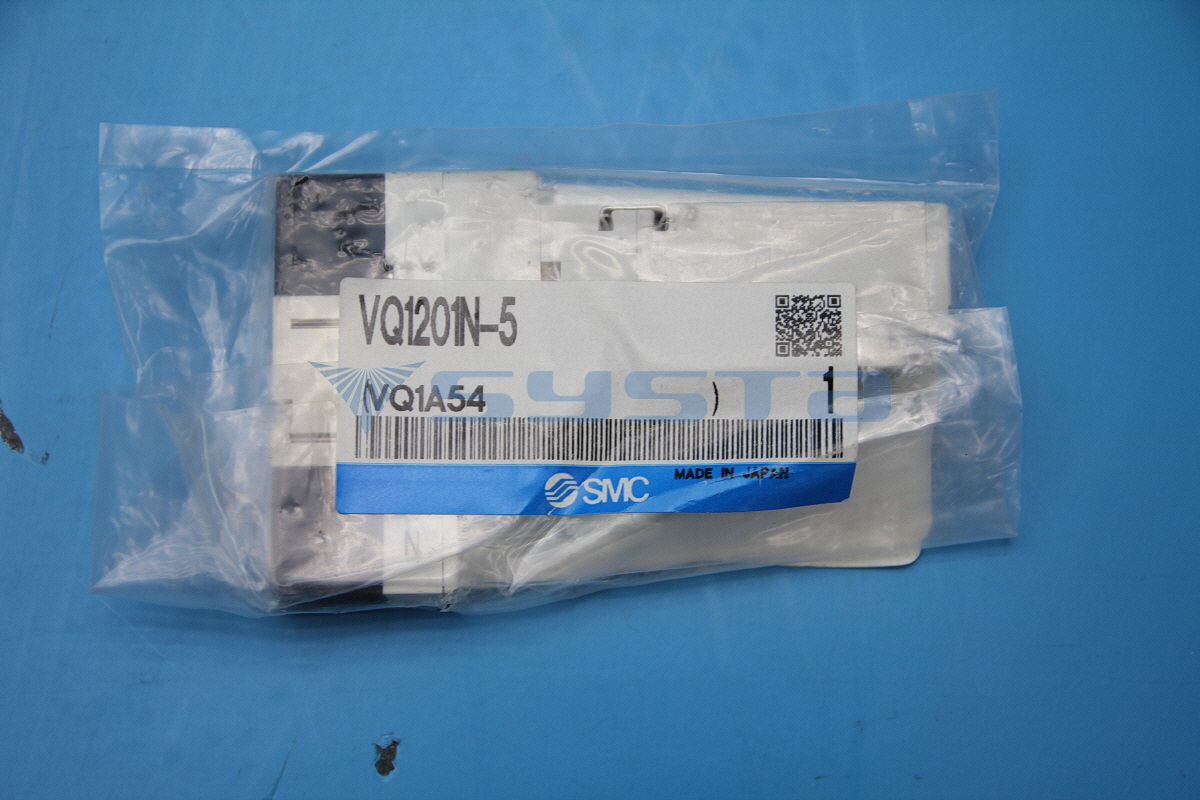 VQ1201N-5
(VQ1A54 )
1
systa
MADE IN JAPAN
SMC
N